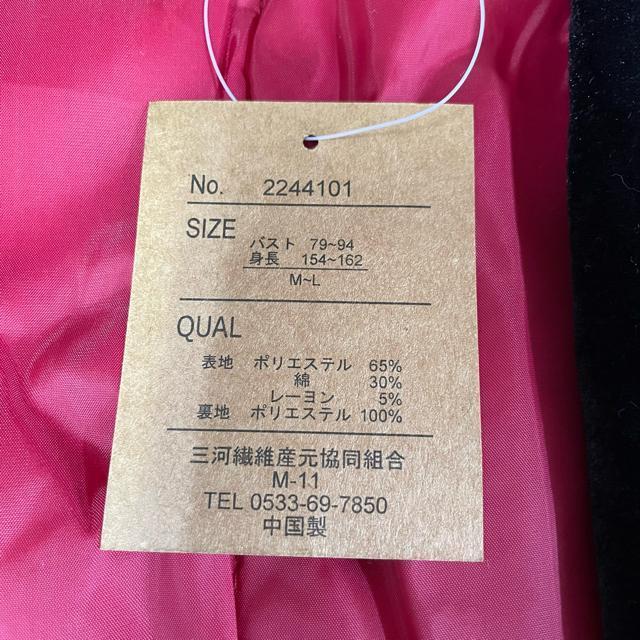 No. 2244101
SIZE
バスト 79~94
身長 154~162
M~L
QUAL
表地 ポリエステル 65%
綿 30%
レーヨン 5%
裏地 ポリエステル 100%
三河繊維産元協同組合
M-11
TEL 0533-69-7850
中国製